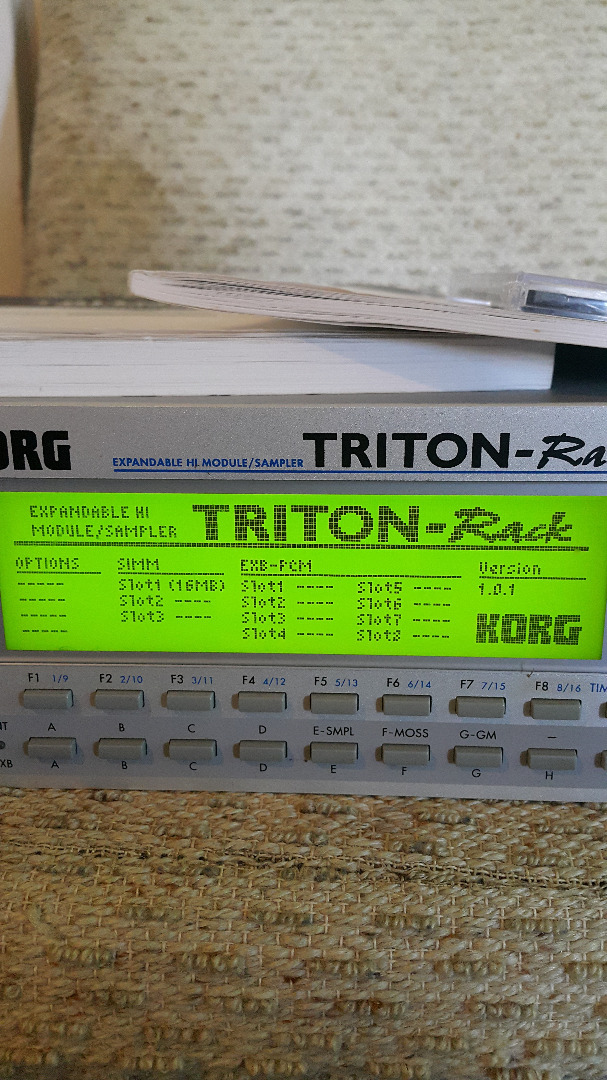 ORG EXPANDABLE HI MODULE/SAMPLER TRITON-Ra
EXPANDABLE HI
MODULE/SAMPLER TRITON-Rack
OPTIONS SIMM EXB-PCM Version
----- Slot1 (16MB) Slot1 ---- Slot5 ---- 1.0.1
----- Slot2 ---- Slot2 ---- Slot6 ----
----- Slot3 ---- Slot3 ---- Slot7 ----
----- Slot4 ---- Slot8 ----
KORG
F1 1/9 F2 2/10 F3 3/11 F4 4/12 F5 5/13 F6 6/14 F7 7/15 F8 8/16 TIM
NT A B C D E-SMPL F-MOSS G-GM —
XB A B C D E F G H